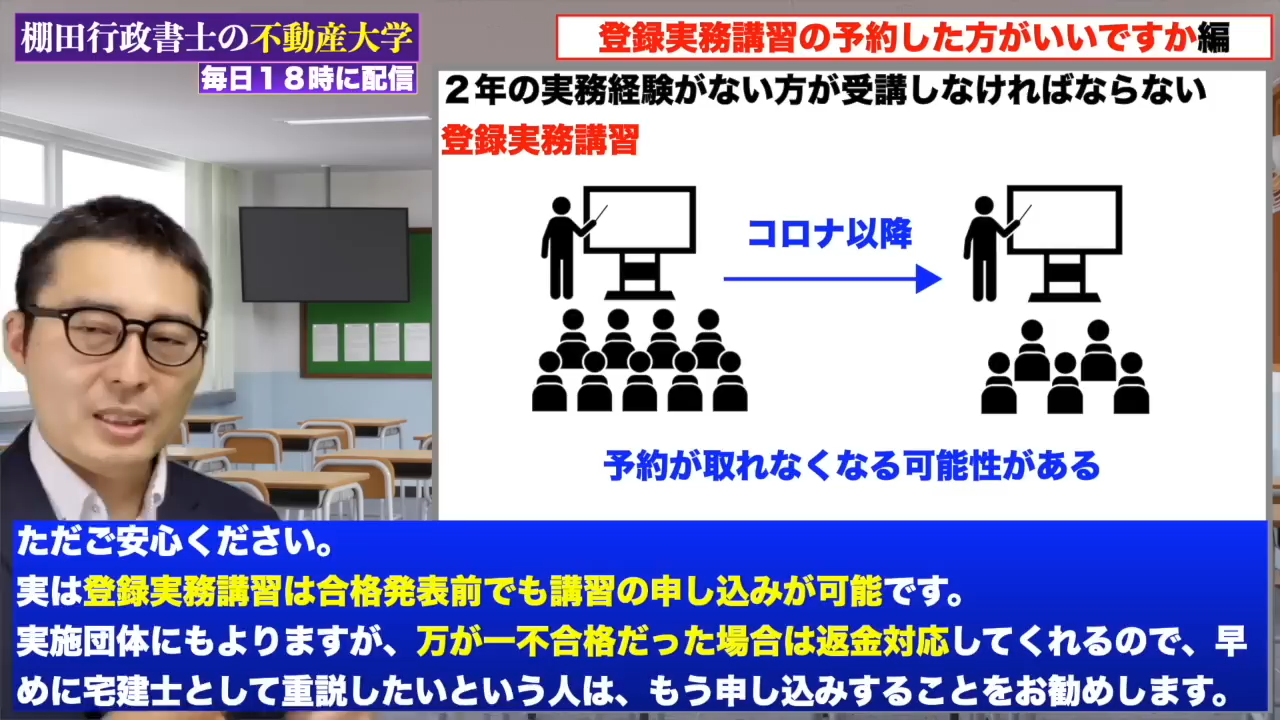 棚田行政書士の不動産大学
毎日１８時に配信
登録実務講習の予約した方がいいですか編
２年の実務経験がない方が受講しなければならない
登録実務講習
コロナ以降
予約が取れなくなる可能性がある
ただご安心ください。
実は登録実務講習は合格発表前でも講習の申し込みが可能です。
実施団体にもよりますが、万が一不合格だった場合は返金対応してくれるので、早
めに宅建士として重説したいという人は、もう申し込みすることをお勧めします。